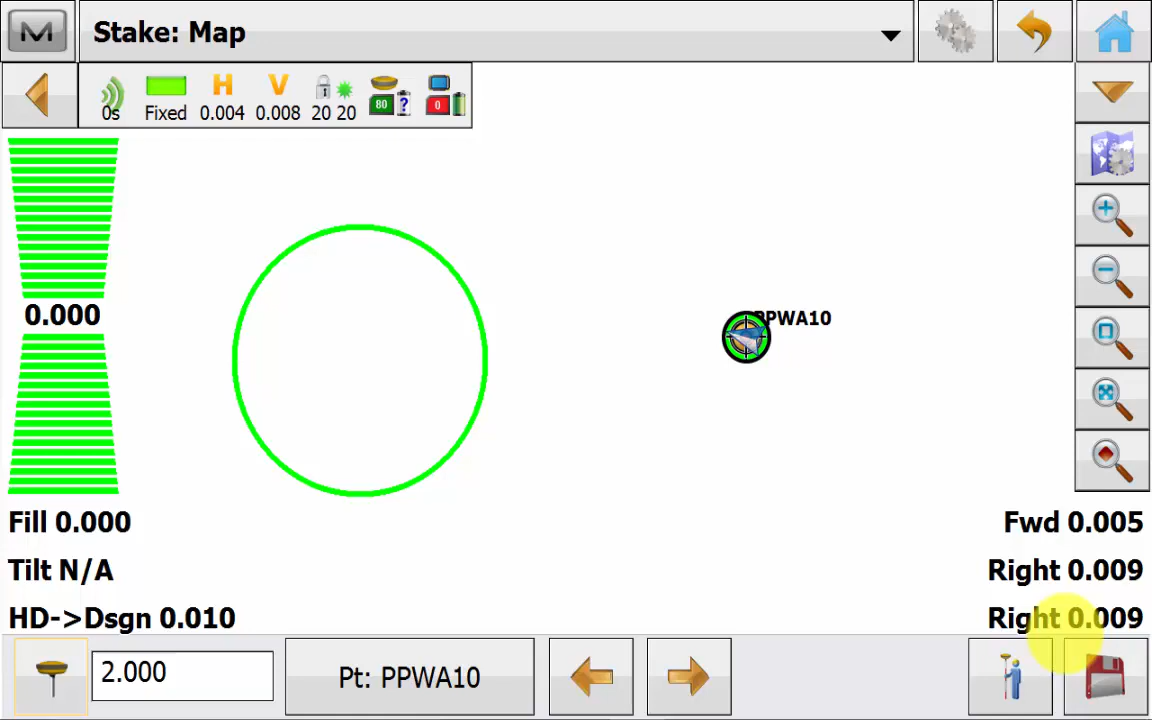 Stake: Map
0s
Fixed
H
0.004
V
0.008
20 20
80
?
0
0.000
PPWA10
Fill 0.000
Tilt N/A
HD->Dsgn 0.010
Fwd 0.005
Right 0.009
Right 0.009
2.000
Pt: PPWA10